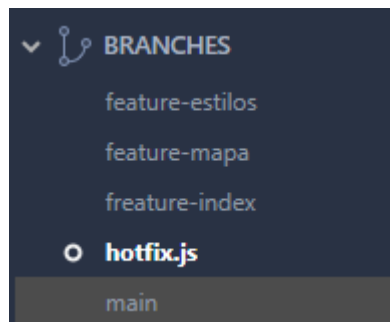 BRANCHES
feature-estilos
feature-mapa
freature-index
hotfix.js
main